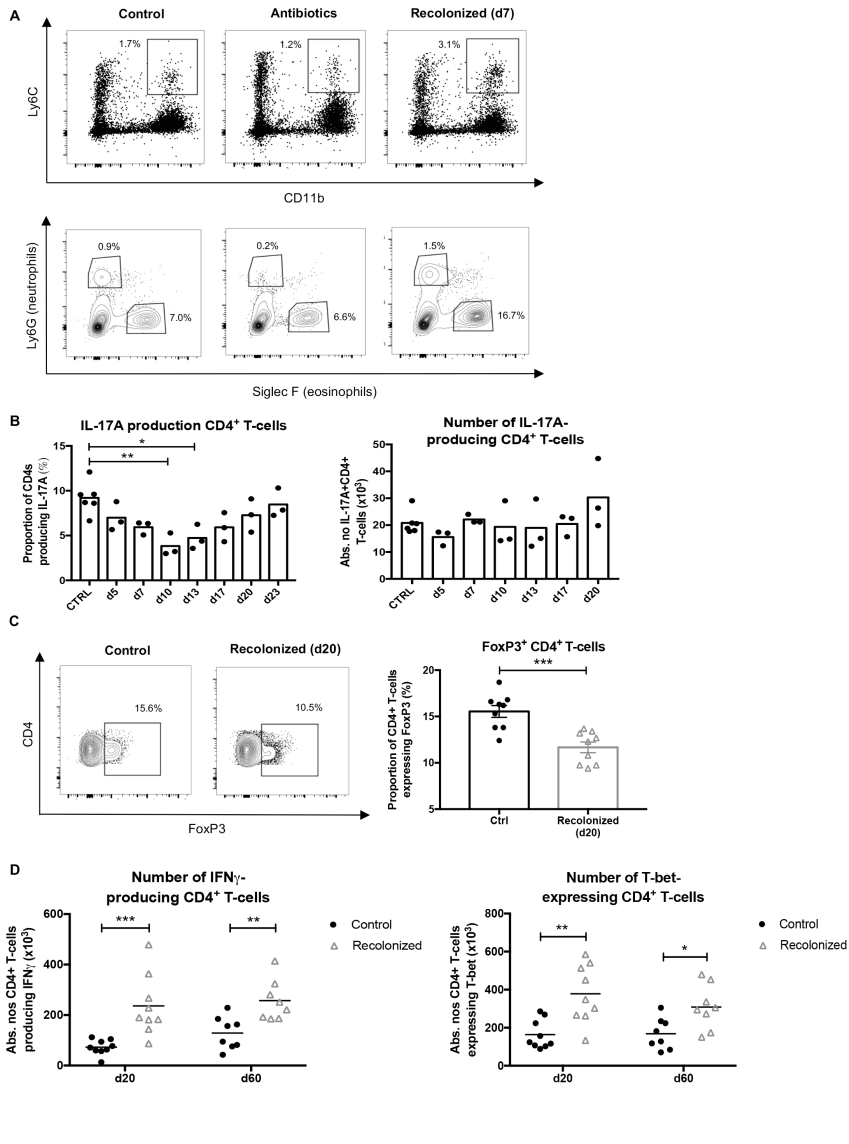 A
Control
Antibiotics
Recolonized (d7)
1.7%
1.2%
3.1%
Ly6C
CD11b
0.9%
0.2%
1.5%
7.0%
6.6%
16.7%
Ly6G (neutrophils)
Siglec F (eosinophils)
B
IL-17A production CD4⁺ T-cells
*
**
Proportion of CD4s
producing IL-17A (%)
15
10
5
0
CTRL
d5
d7
d10
d13
d17
d20
d23
Number of IL-17A-
producing CD4⁺ T-cells
Abs. no IL-17A+CD4+
T-cells (x10³)
50
40
30
20
10
0
CTRL
d5
d7
d10
d13
d17
d20
C
Control
Recolonized (d20)
15.6%
10.5%
CD4
FoxP3
FoxP3⁺ CD4⁺ T-cells
***
Proportion of CD4+ T-cells
expressing FoxP3 (%)
20
15
10
5
Ctrl
Recolonized
(d20)
D
Number of IFNγ-
producing CD4⁺ T-cells
Abs. nos CD4+ T-cells
producing IFNγ (x10³)
600
400
200
0
***
**
d20
d60
Control
Recolonized
Number of T-bet-
expressing CD4⁺ T-cells
Abs. nos CD4+ T-cells
expressing T-bet (x10³)
800
600
400
200
0
**
*
d20
d60
Control
Recolonized